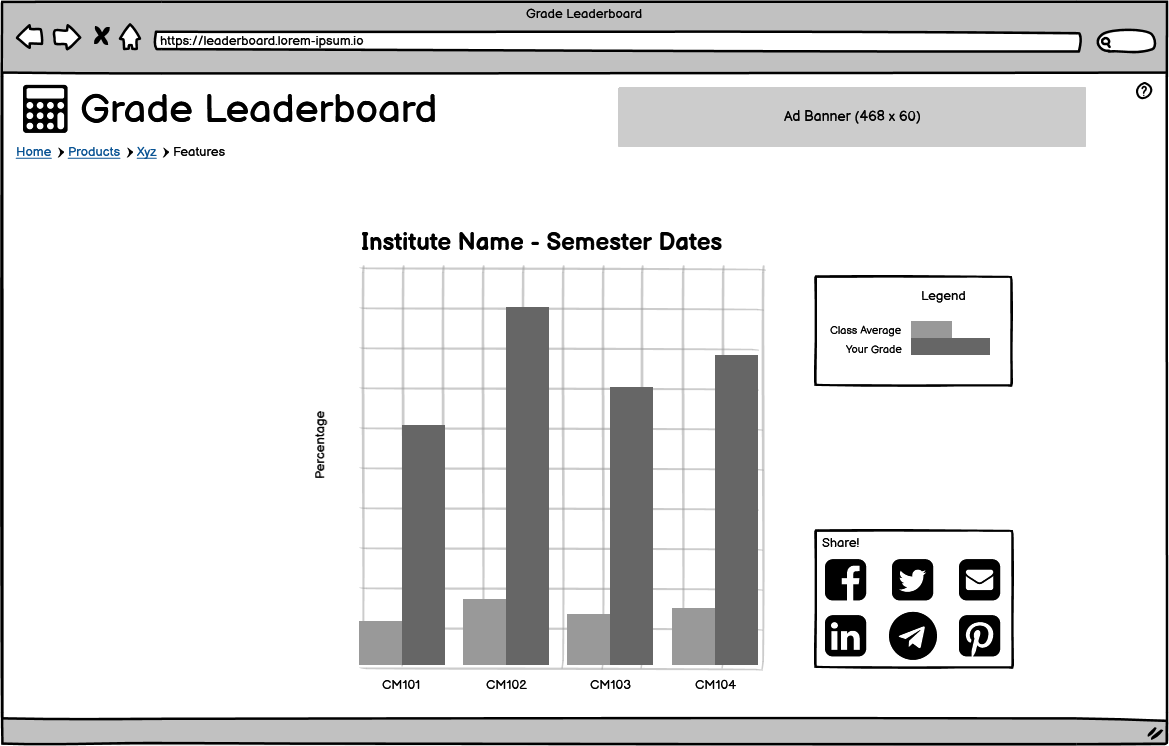 Grade Leaderboard
https://leaderboard.lorem-ipsum.io
Grade Leaderboard
Ad Banner (468 x 60)
?
Home > Products > Xyz > Features
Institute Name - Semester Dates
Legend
Class Average
Your Grade
Percentage
Share!
CM101 CM102 CM103 CM104